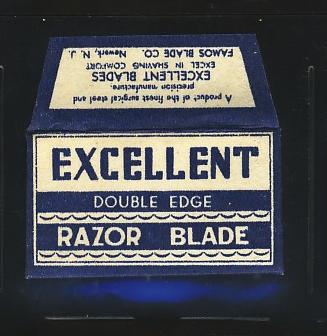 A product of the finest surgical steel and
precision manufacture.
EXCELLENT BLADES
EXCEL IN SHAVING COMFORT
FAMOS BLADE CO. Newark, N. J.
EXCELLENT
DOUBLE EDGE
RAZOR BLADE